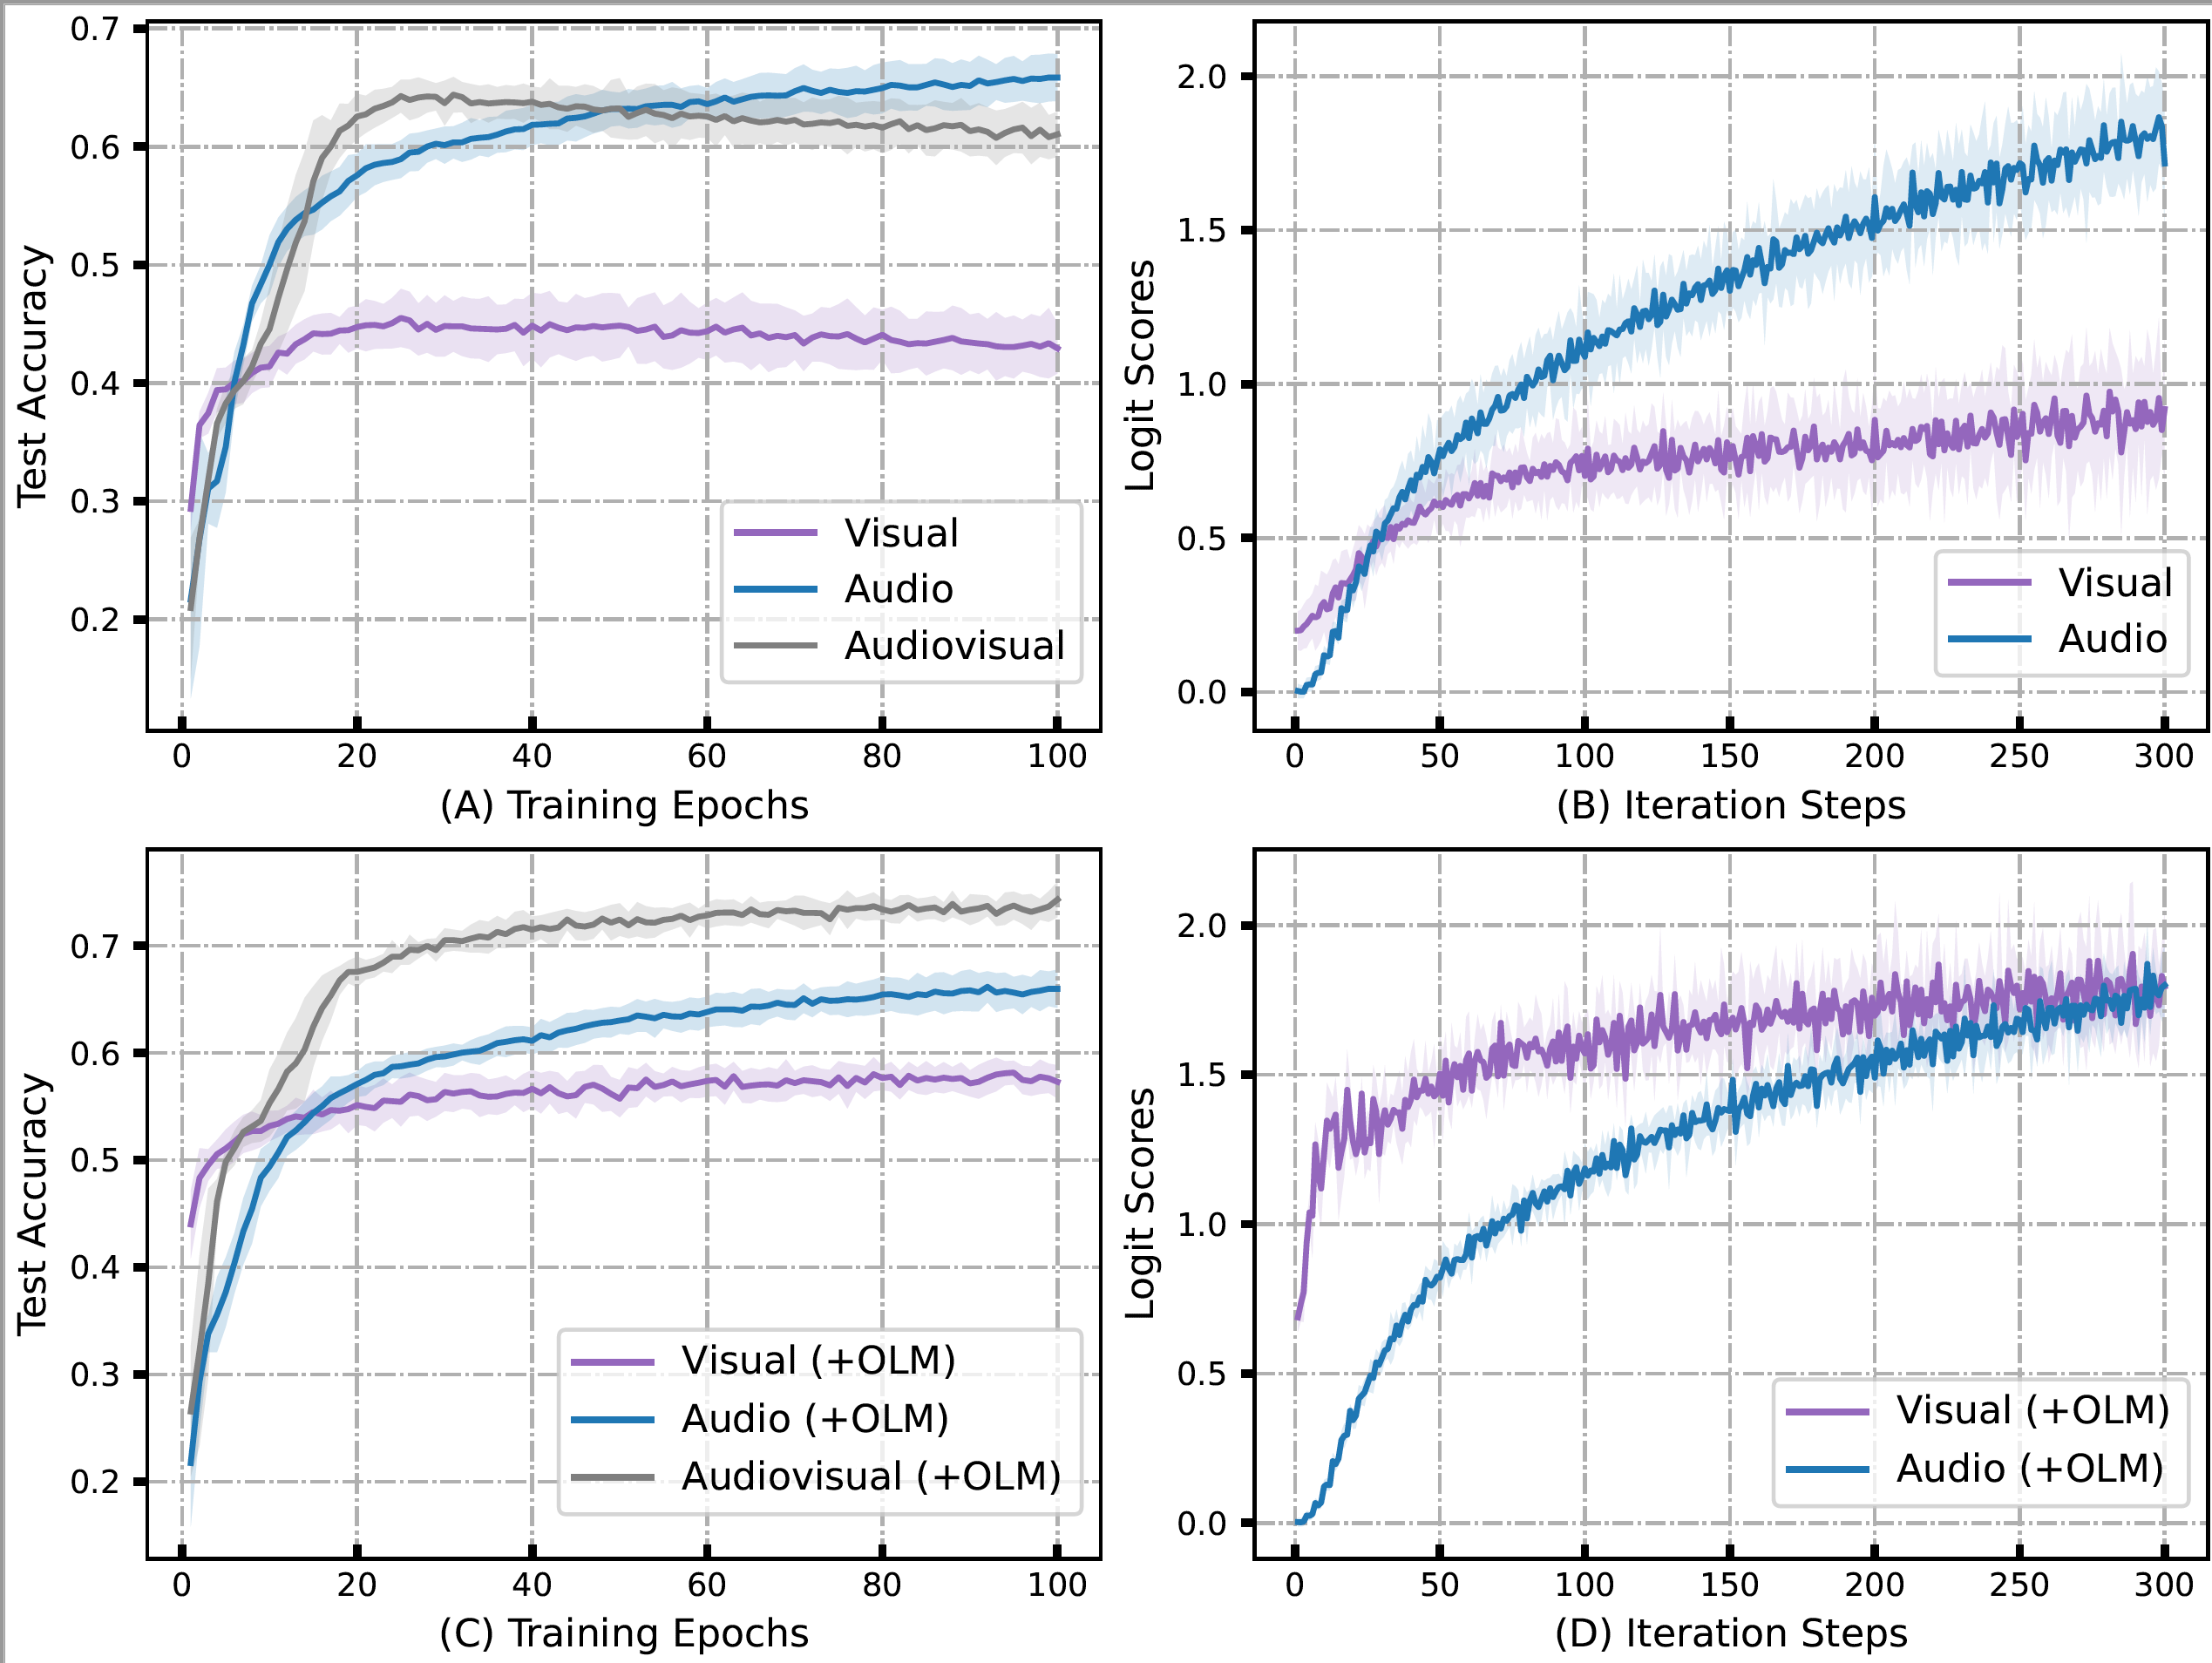 0.7
0.6
0.5
0.4
0.3
0.2
Test Accuracy
Visual
Audio
Audiovisual
0 20 40 60 80 100
(A) Training Epochs
2.0
1.5
1.0
0.5
0.0
Logit Scores
Visual
Audio
0 50 100 150 200 250 300
(B) Iteration Steps
0.7
0.6
0.5
0.4
0.3
0.2
Test Accuracy
Visual (+OLM)
Audio (+OLM)
Audiovisual (+OLM)
0 20 40 60 80 100
(C) Training Epochs
2.0
1.5
1.0
0.5
0.0
Logit Scores
Visual (+OLM)
Audio (+OLM)
0 50 100 150 200 250 300
(D) Iteration Steps